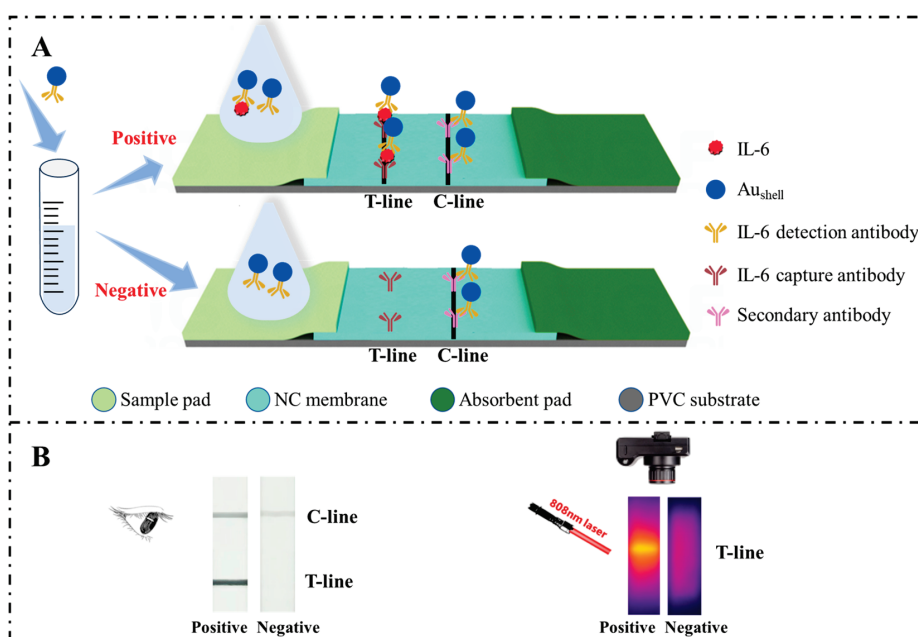 A
Positive
Negative
T-line C-line
T-line C-line
IL-6
Aushell
IL-6 detection antibody
IL-6 capture antibody
Secondary antibody
Sample pad NC membrane Absorbent pad PVC substrate
B
C-line
T-line
Positive Negative
808nm laser
T-line
Positive Negative